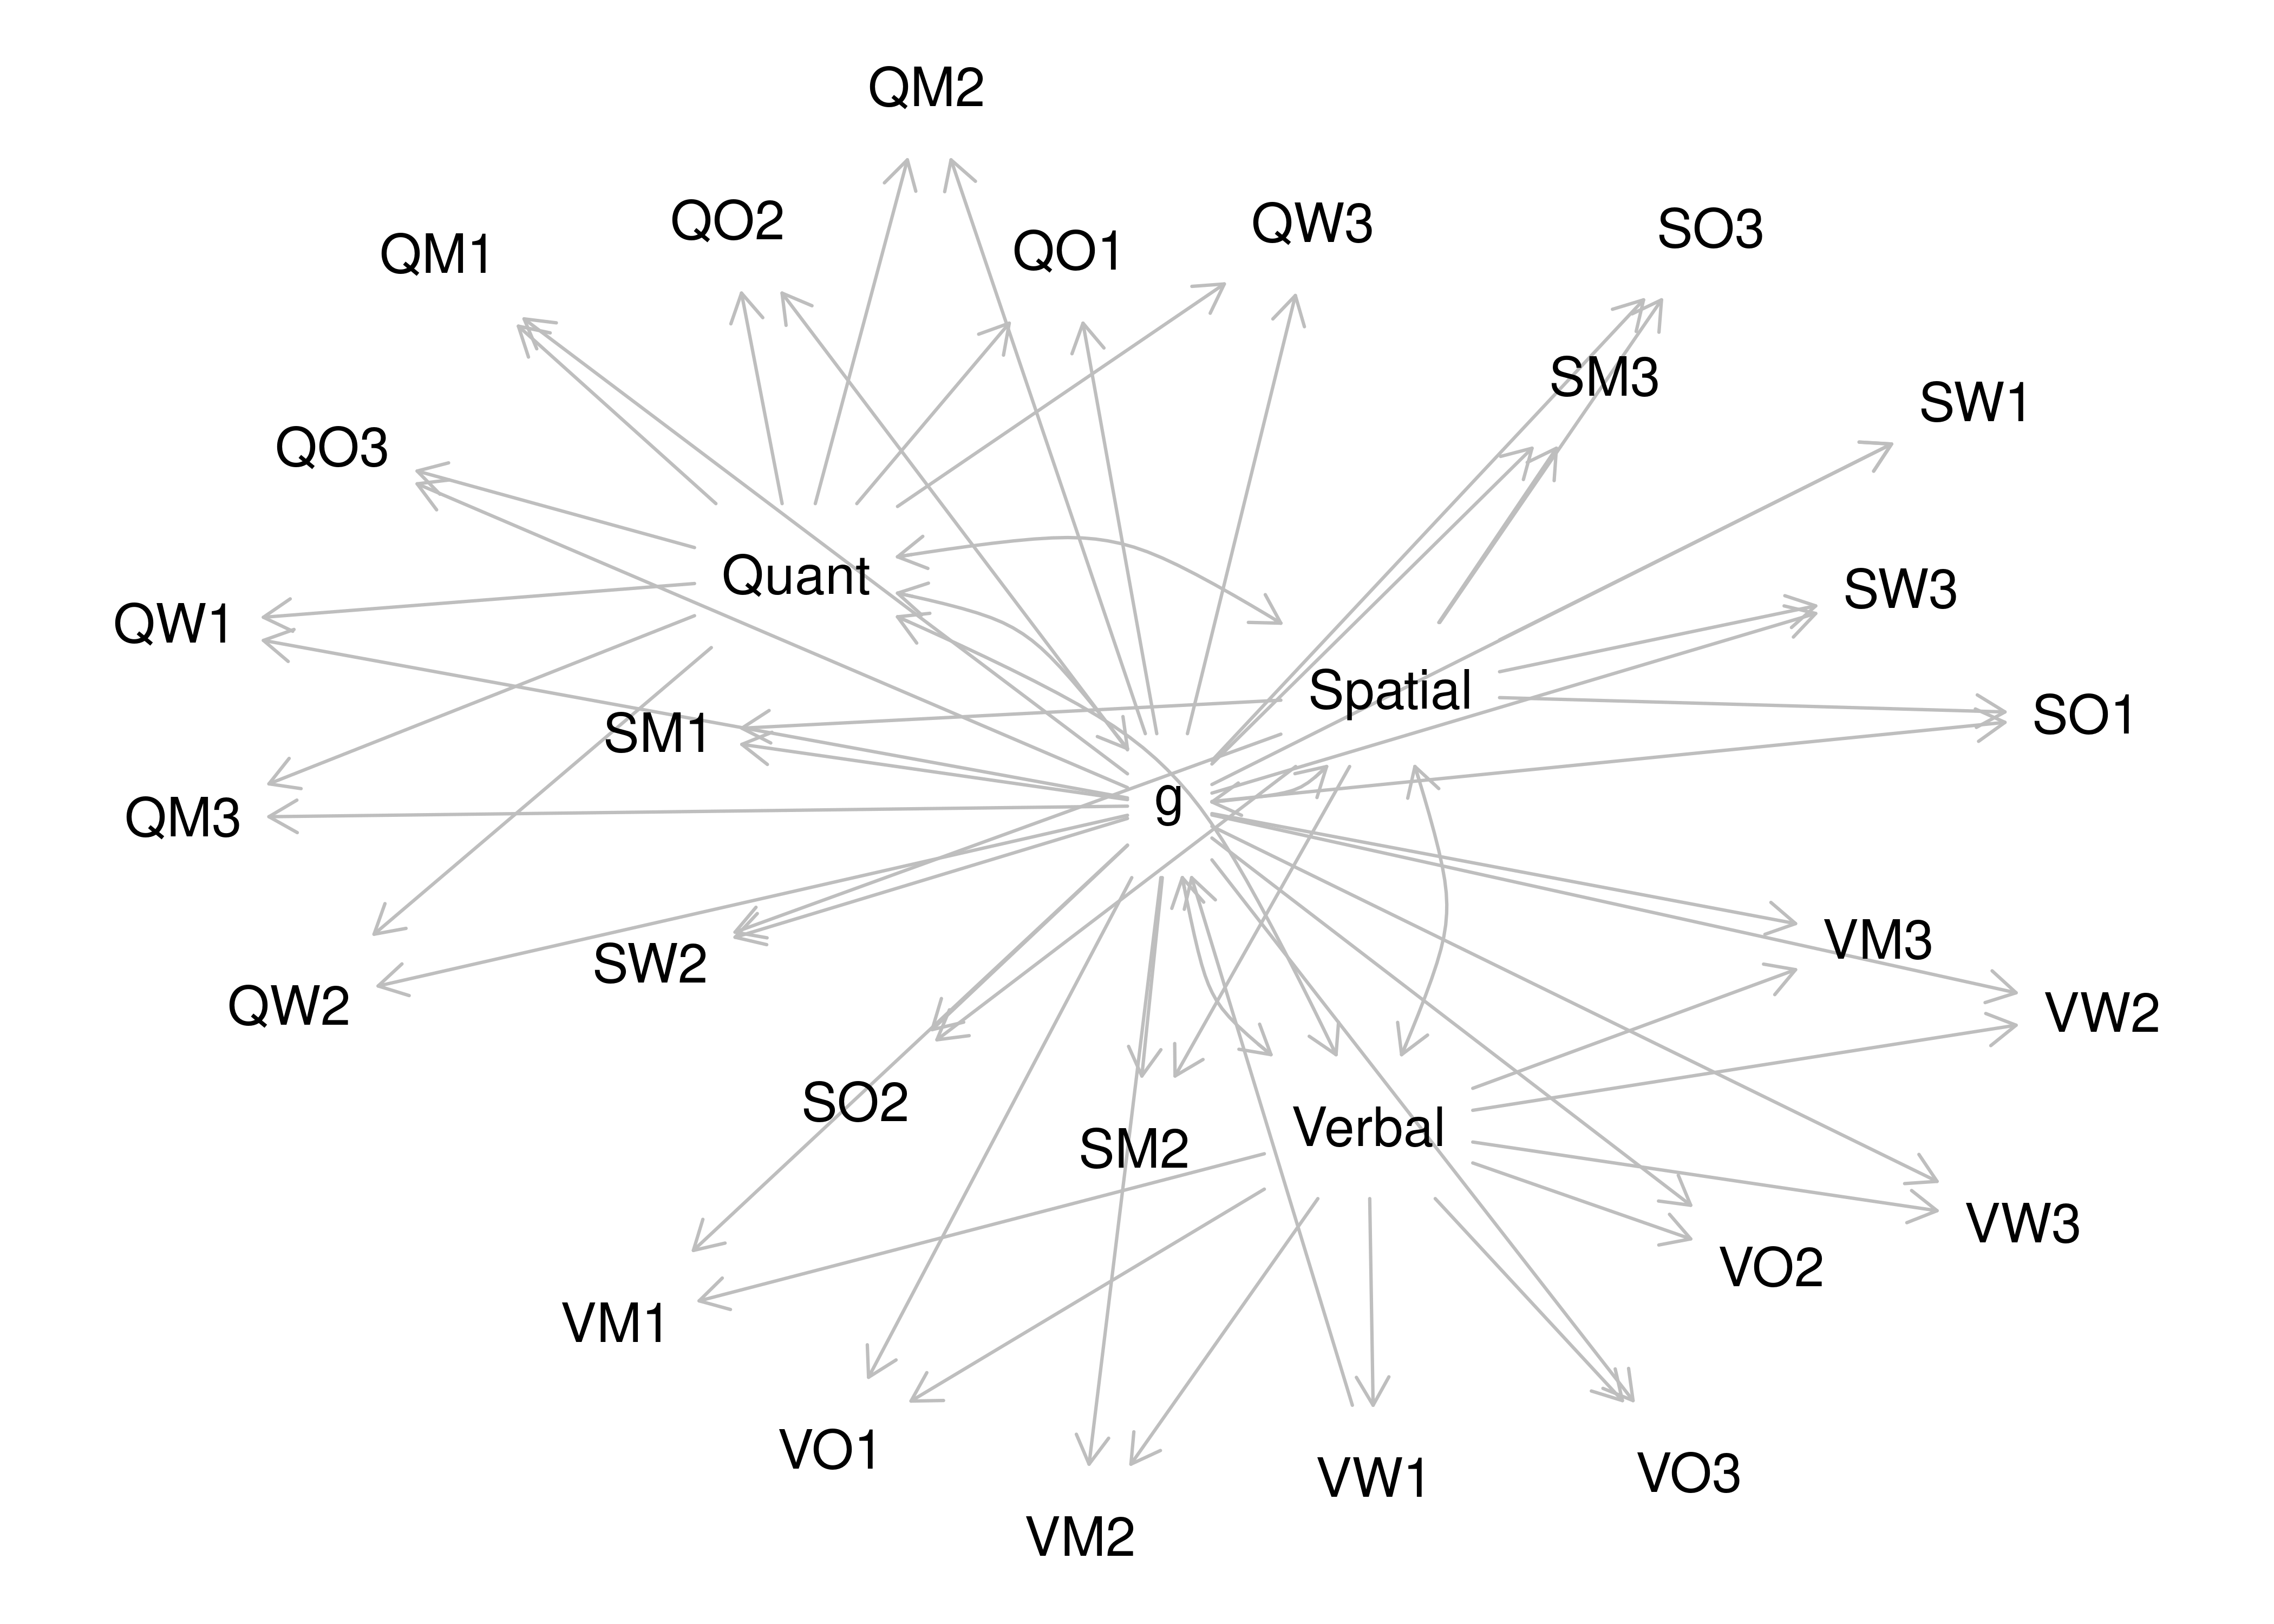 QM2
QO2
QW3
SO3
QM1
QO1
SM3
SW1
QO3
Quant
SW3
QW1
Spatial
SO1
SM1
g
QM3
VM3
SW2
QW2
VW2
SO2
Verbal
SM2
VW3
VO2
VM1
VO1
VO3
VW1
VM2